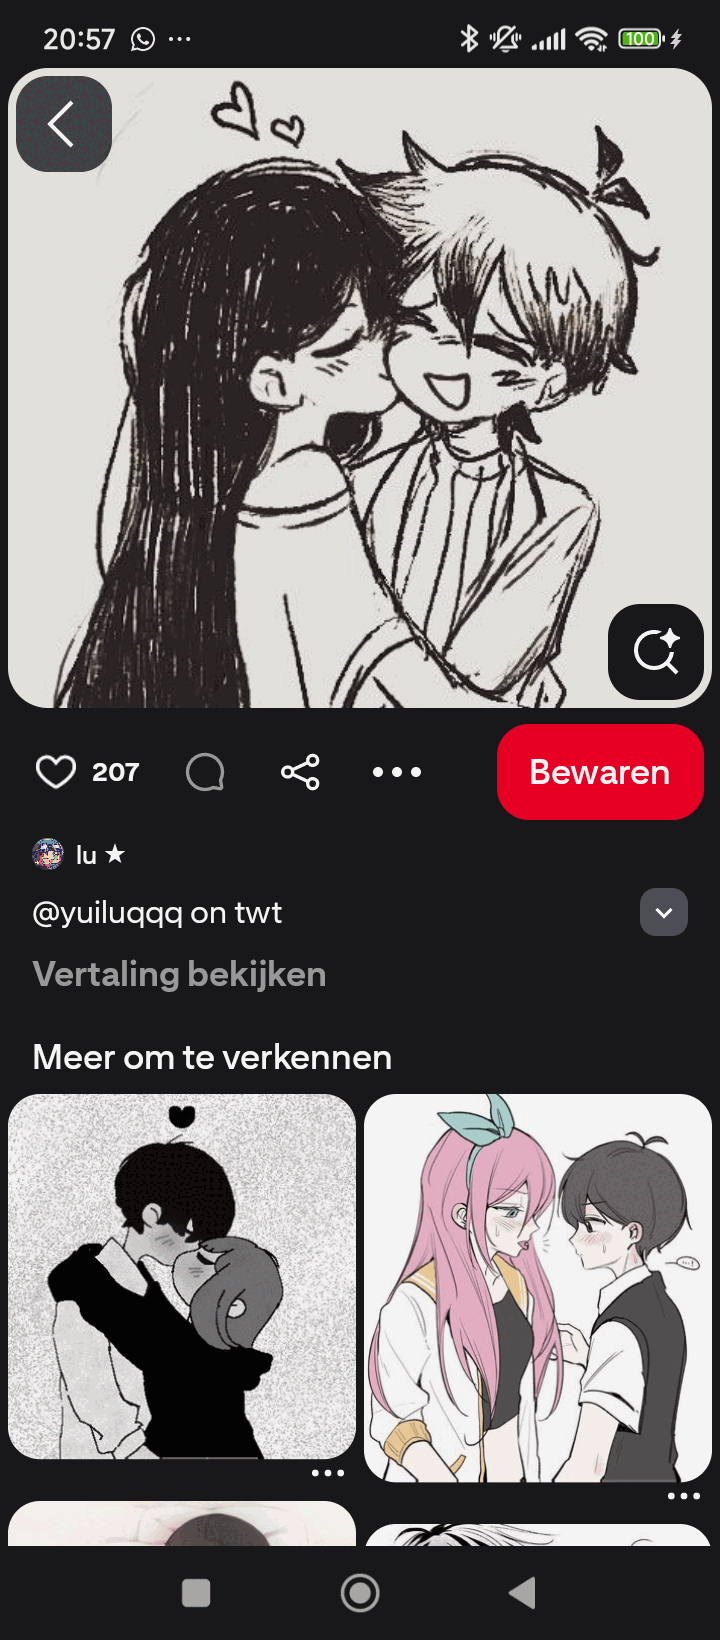 20:57
100
207
Bewaren
lu ★
@yuiluqqq on twt
Vertaling bekijken
Meer om te verkennen